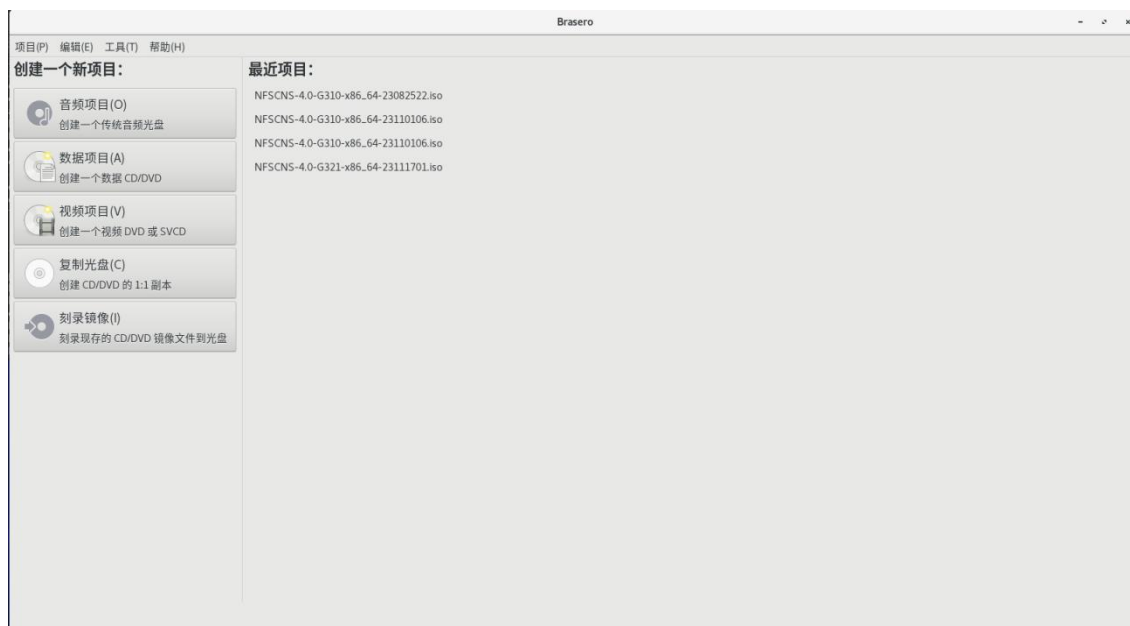 Brasero
项目(P) 编辑(E) 工具(T) 帮助(H)
创建一个新项目：
音频项目(O)
创建一个传统音频光盘
数据项目(A)
创建一个数据 CD/DVD
视频项目(V)
创建一个视频 DVD 或 SVCD
复制光盘(C)
创建 CD/DVD 的 1:1 副本
刻录镜像(I)
刻录现存的 CD/DVD 镜像文件到光盘
最近项目：
NFSCNS-4.0-G310-x86_64-23082522.iso
NFSCNS-4.0-G310-x86_64-23110106.iso
NFSCNS-4.0-G310-x86_64-23110106.iso
NFSCNS-4.0-G321-x86_64-23111701.iso